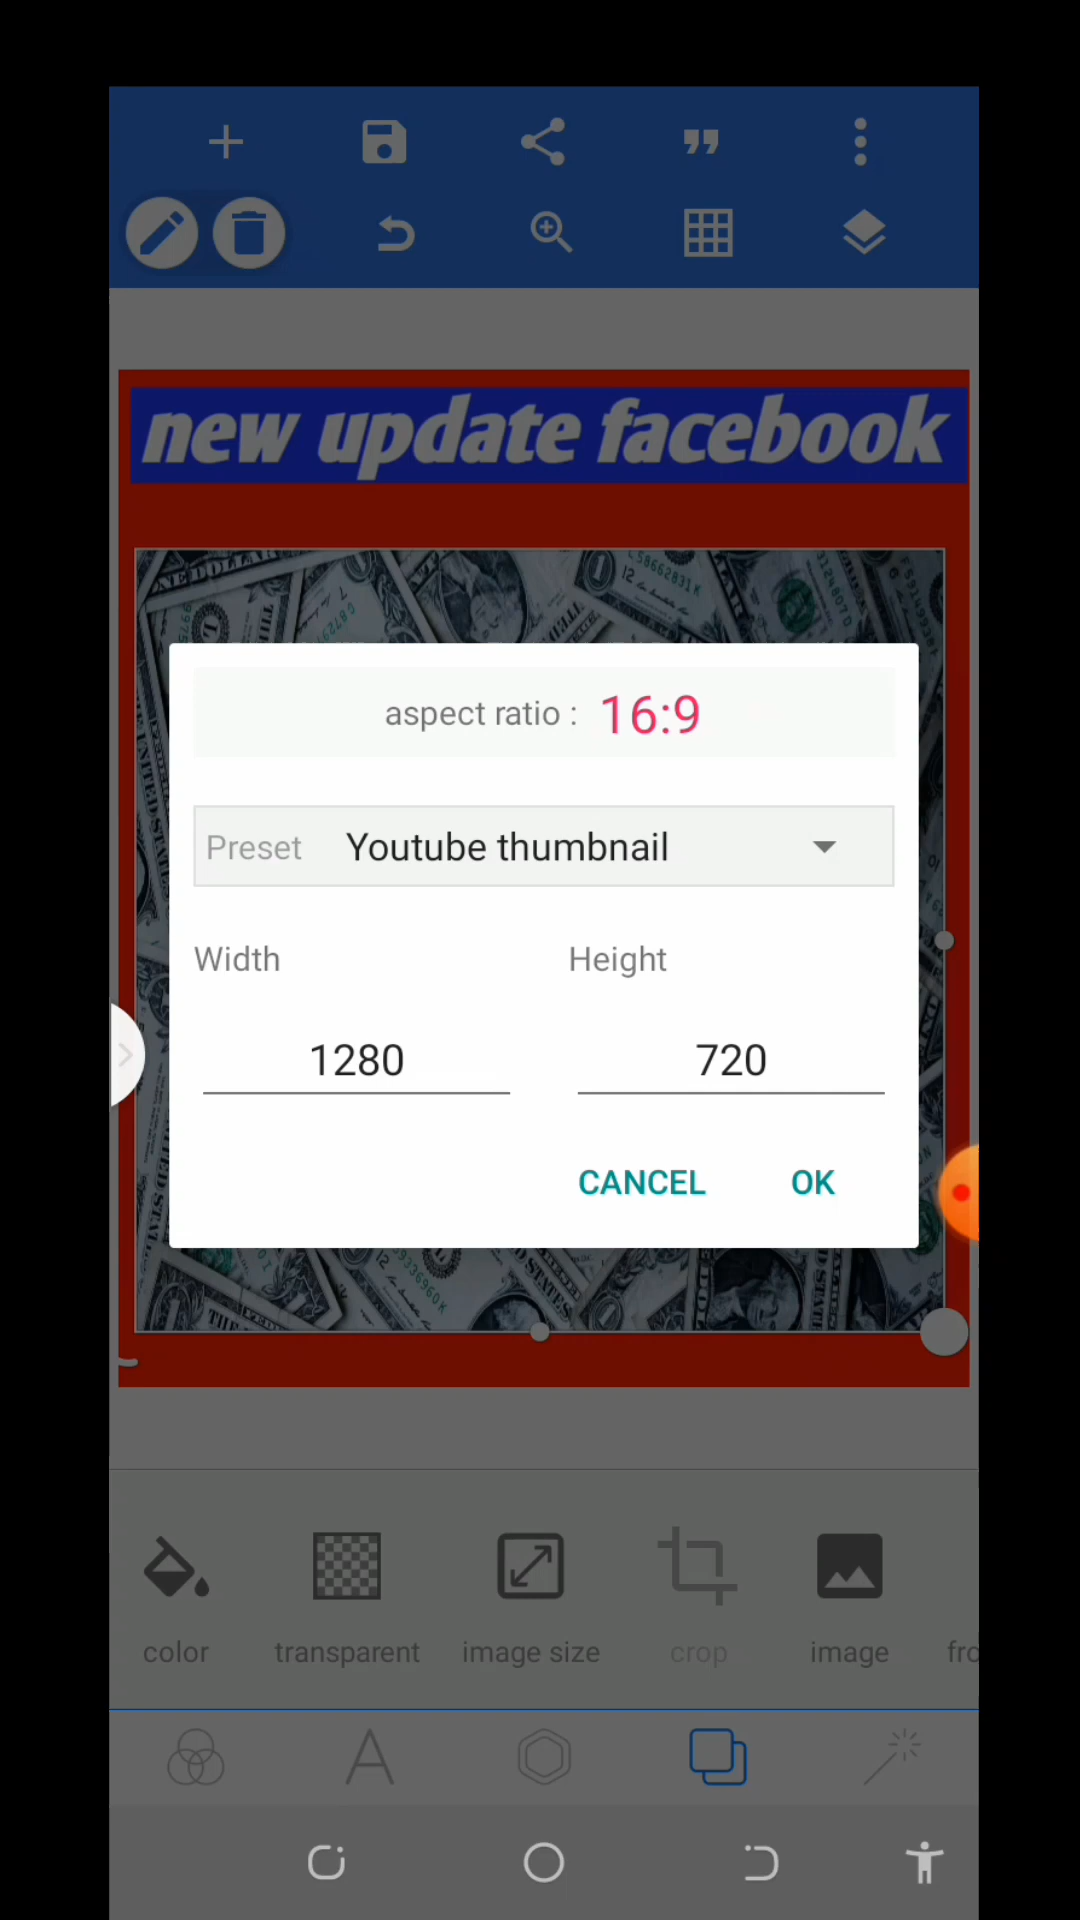 new update facebook
aspect ratio : 16:9
Preset Youtube thumbnail
Width Height
1280 720
CANCEL OK
color transparent image size crop image fro